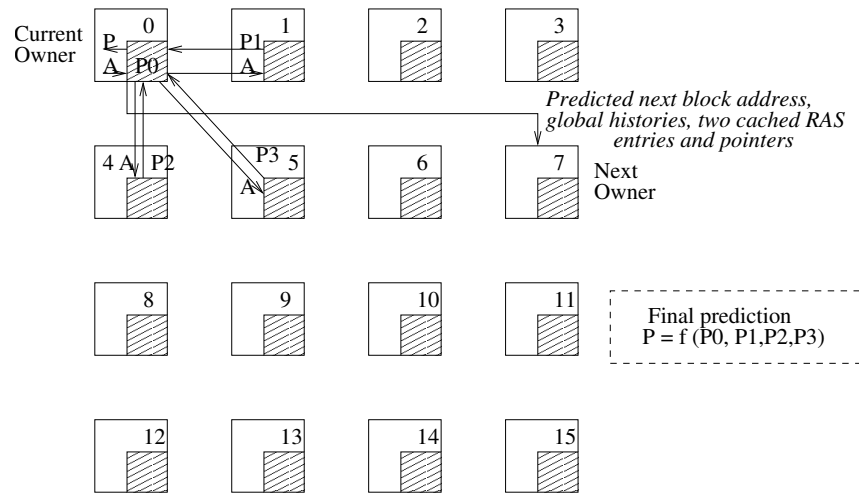 Current
Owner
0
1
2
3
P
P1
A
P0
A
Predicted next block address,
global histories, two cached RAS
entries and pointers
4
A
P2
P3
5
6
7
A
Next
Owner
8
9
10
11
Final prediction
P = f (P0, P1,P2,P3)
12
13
14
15